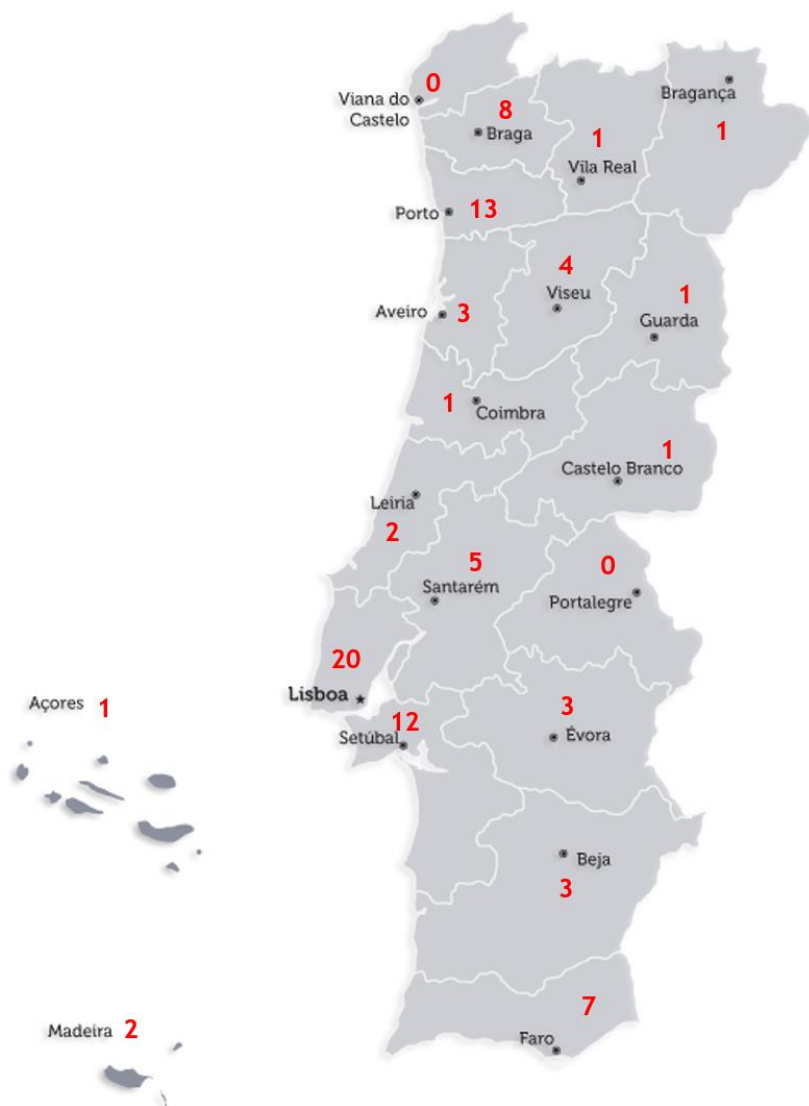 0
Viana do
Castelo
8
Braga
Bragança
1
1
Vila Real
Porto
13
4
Viseu
Aveiro
3
1
Guarda
1
Coimbra
1
Castelo Branco
Leiria
2
5
Santarém
0
Portalegre
20
Lisboa
Açores
1
12
Setúbal
3
Évora
Beja
3
7
Faro
Madeira
2